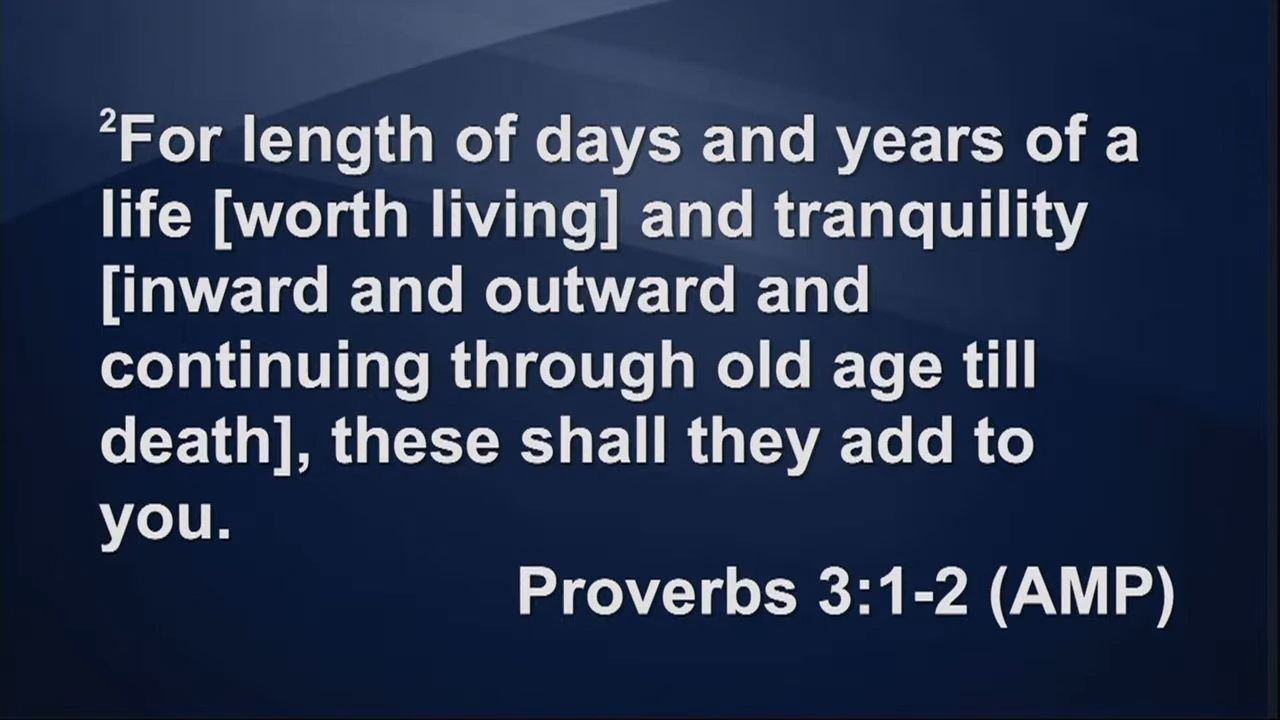 ²For length of days and years of a
life [worth living] and tranquility
[inward and outward and
continuing through old age till
death], these shall they add to
you.
Proverbs 3:1-2 (AMP)